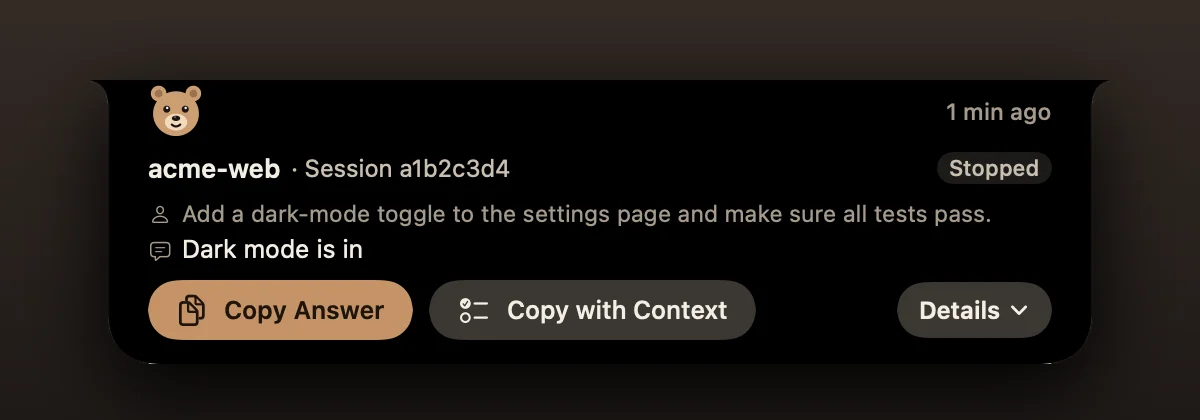 1 min ago
acme-web · Session a1b2c3d4
Stopped
Add a dark-mode toggle to the settings page and make sure all tests pass.
Dark mode is in
Copy Answer
Copy with Context
Details